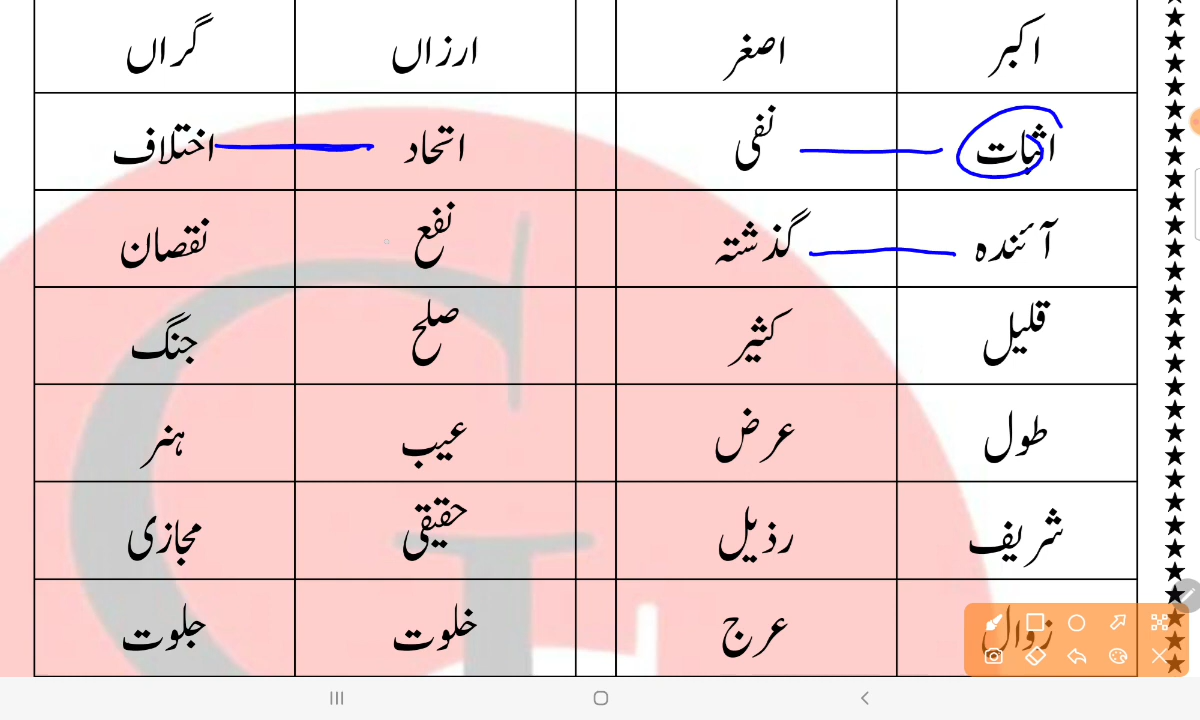 اکبر اصغر ارزاں گراں
اثبات نفی اتحاد اختلاف
آئندہ گذشتہ نفع نقصان
قلیل کثیر صلح جنگ
طول عرض عیب ہنر
شریف رذیل حقیقی مجازی
زوال عرج خلوت جلوت